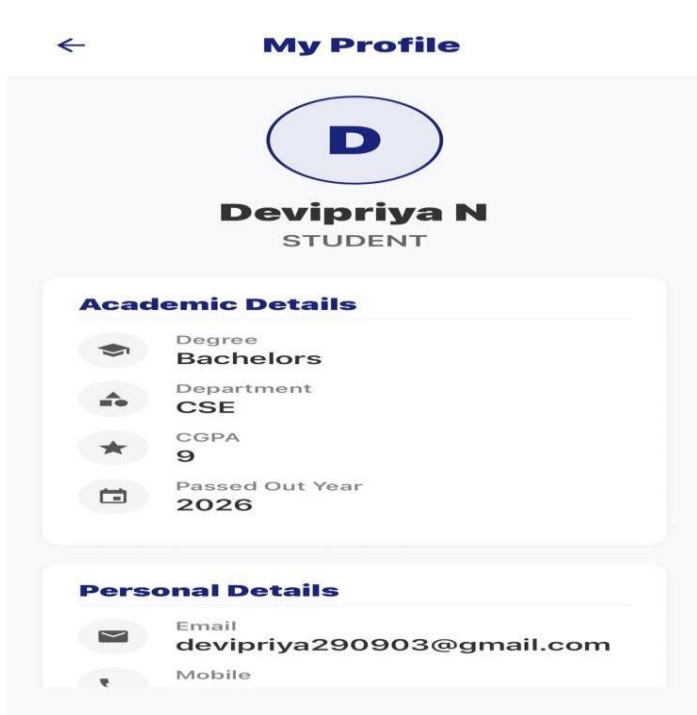 My Profile
D
Devipriya N
STUDENT
Academic Details
Degree
Bachelors
Department
CSE
CGPA
9
Passed Out Year
2026
Personal Details
Email
devipriya290903@gmail.com
Mobile